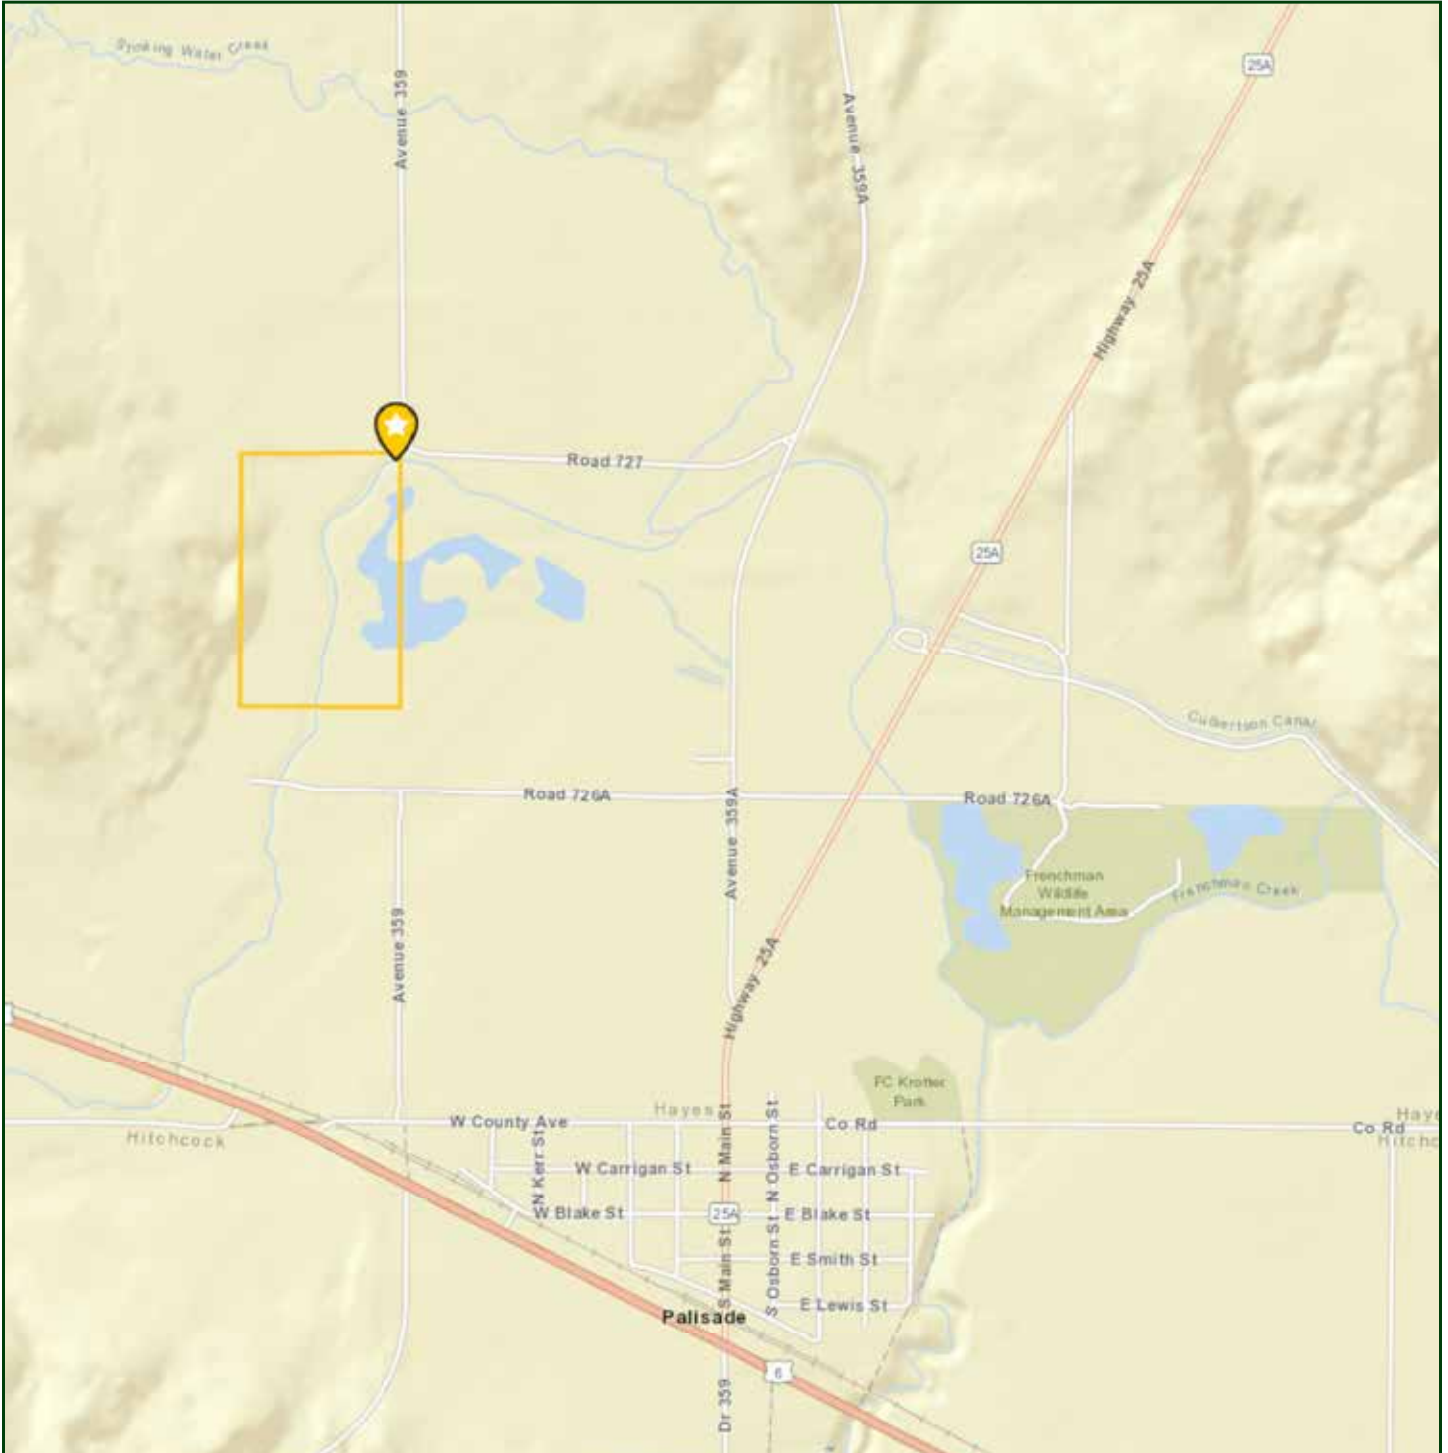 Stinking Water Creek
25A
Avenue 359
Avenue 359A
Highway 25A
Road 727
25A
Culbertson Canal
Road 726A
Road 726A
Avenue 359A
Frenchman
Wildlife
Management Area
Frenchman Creek
Avenue 359
Highway 25A
FC Krotter
Park
Hayes
W County Ave
Co Rd
Haye
Co Rd
Hitchc
Hitchcock
N Kerr St
W Carrigan St
N Main St
N Osborn St
E Carrigan St
W Blake St
25A
E Blake St
S Main St
S Osborn St
E Smith St
E Lewis St
Palisade
6
Dr 359